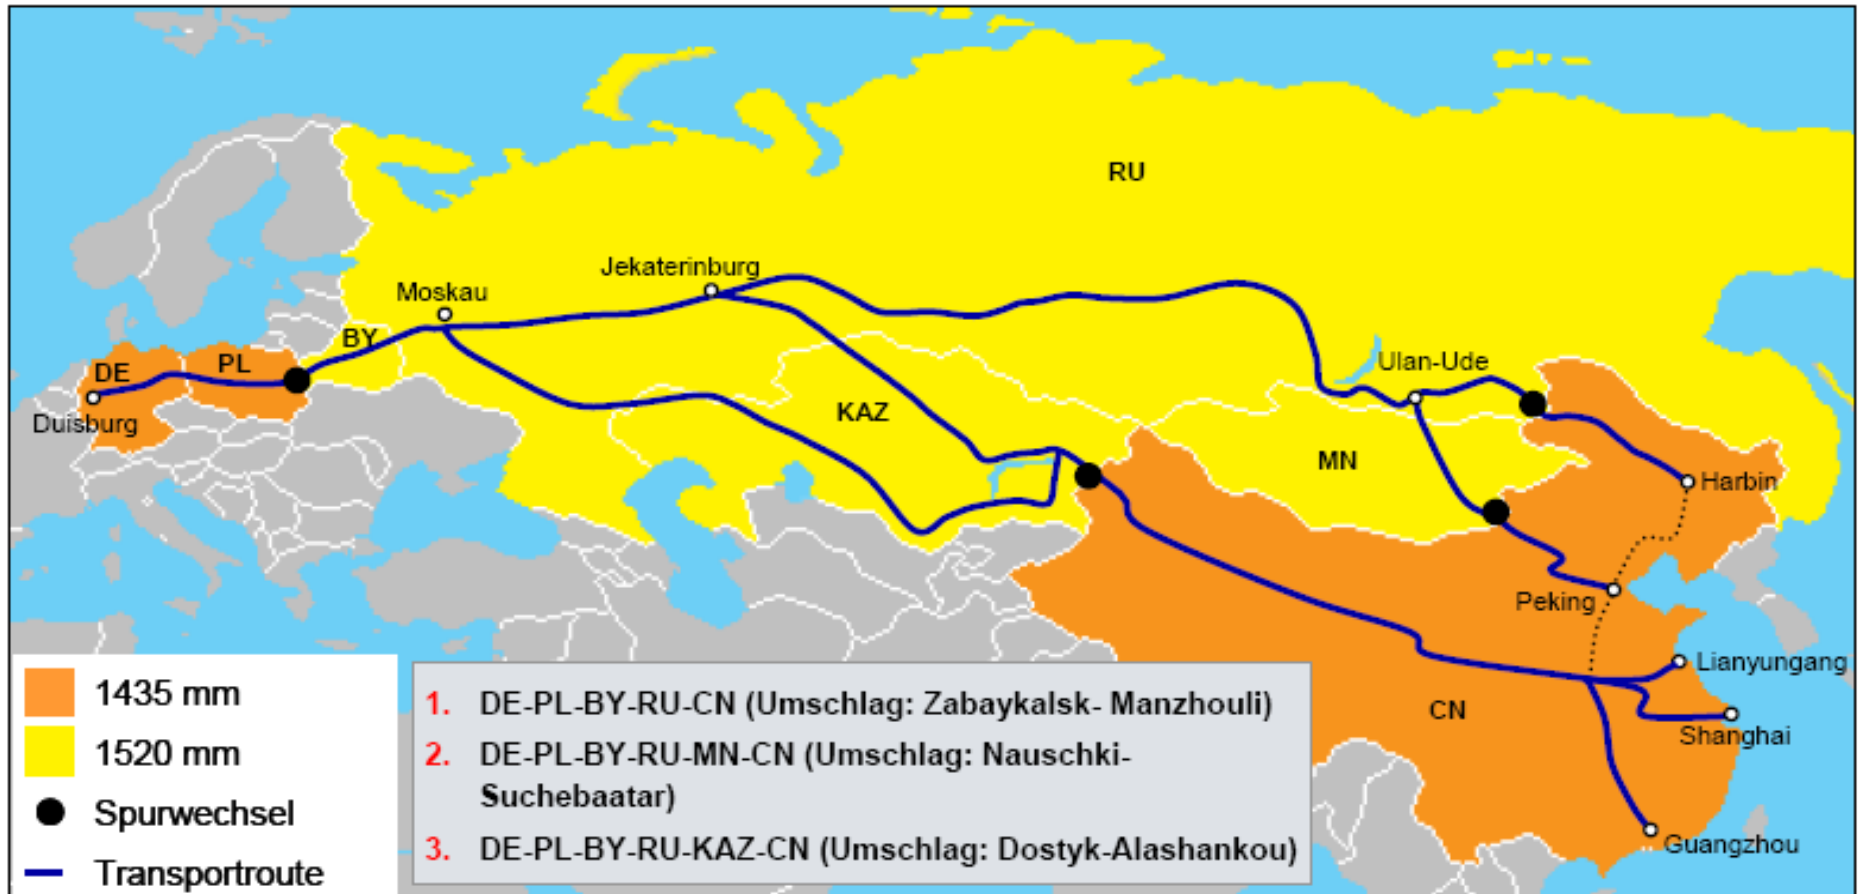 RU
Jekaterinburg
Moskau
BY
Ulan-Ude
PL
DE
KAZ
Duisburg
MN
Harbin
Peking
Lianyungang
CN
Shanghai
Guangzhou
1435 mm
1520 mm
Spurwechsel
Transportroute
1. DE-PL-BY-RU-CN (Umschlag: Zabaykalsk- Manzhouli)
2. DE-PL-BY-RU-MN-CN (Umschlag: Nauschki-
Suchebaatar)
3. DE-PL-BY-RU-KAZ-CN (Umschlag: Dostyk-Alashankou)